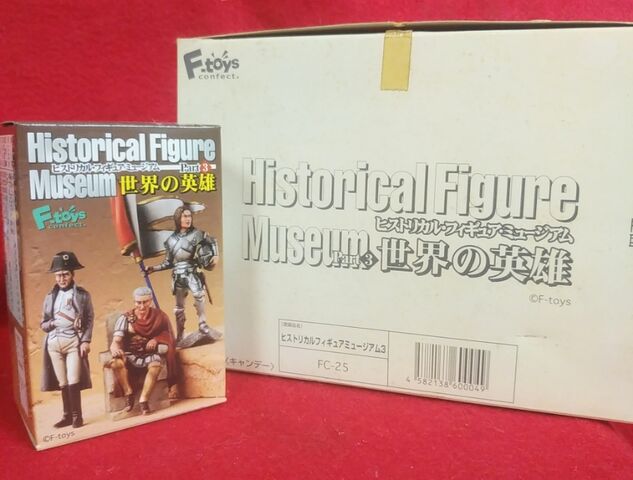 Historical Figure
ヒストリカル・フィギュア・ミュージアム Part 3
Museum 世界の英雄
F-toys
confect.
©F-toys
F-toys
confect.
Historical Figure
ヒストリカル・フィギュア・ミュージアム
Museum Part 3 世界の英雄
©F-toys
ヒストリカルフィギュアミュージアム3
(キャンデー)
FC-25
4 582138 600049